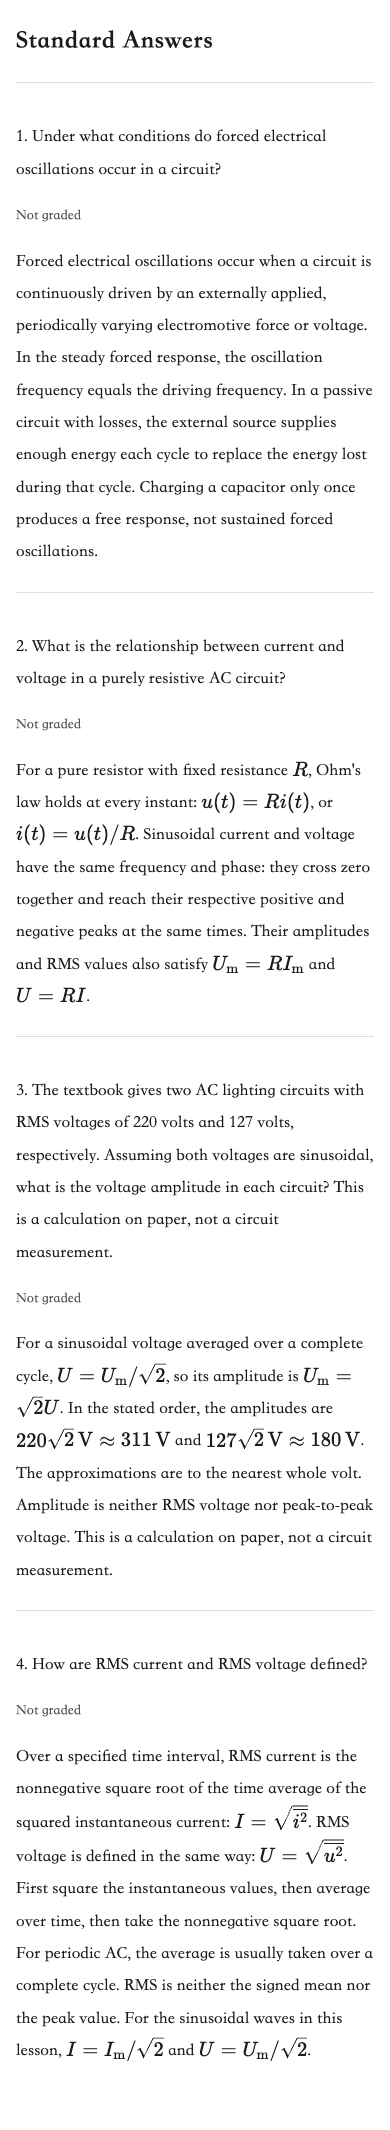 Standard Answers
1. Under what conditions do forced electrical
oscillations occur in a circuit?
Not graded
Forced electrical oscillations occur when a circuit is
continuously driven by an externally applied,
periodically varying electromotive force or voltage.
In the steady forced response, the oscillation
frequency equals the driving frequency. In a passive
circuit with losses, the external source supplies
enough energy each cycle to replace the energy lost
during that cycle. Charging a capacitor only once
produces a free response, not sustained forced
oscillations.
2. What is the relationship between current and
voltage in a purely resistive AC circuit?
Not graded
For a pure resistor with fixed resistance R, Ohm's
law holds at every instant: u(t) = Ri(t), or
i(t) = u(t)/R. Sinusoidal current and voltage
have the same frequency and phase: they cross zero
together and reach their respective positive and
negative peaks at the same times. Their amplitudes
and RMS values also satisfy Uₘ = RIₘ and
U = RI.
3. The textbook gives two AC lighting circuits with
RMS voltages of 220 volts and 127 volts,
respectively. Assuming both voltages are sinusoidal,
what is the voltage amplitude in each circuit? This
is a calculation on paper, not a circuit
measurement.
Not graded
For a sinusoidal voltage averaged over a complete
cycle, U = Uₘ/√2, so its amplitude is Uₘ =
√2U. In the stated order, the amplitudes are
220√2 V ≈ 311 V and 127√2 V ≈ 180 V.
The approximations are to the nearest whole volt.
Amplitude is neither RMS voltage nor peak-to-peak
voltage. This is a calculation on paper, not a circuit
measurement.
4. How are RMS current and RMS voltage defined?
Not graded
Over a specified time interval, RMS current is the
nonnegative square root of the time average of the
squared instantaneous current: I = √(i²)̅. RMS
voltage is defined in the same way: U = √(u²)̅.
First square the instantaneous values, then average
over time, then take the nonnegative square root.
For periodic AC, the average is usually taken over a
complete cycle. RMS is neither the signed mean nor
the peak value. For the sinusoidal waves in this
lesson, I = Iₘ/√2 and U = Uₘ/√2.